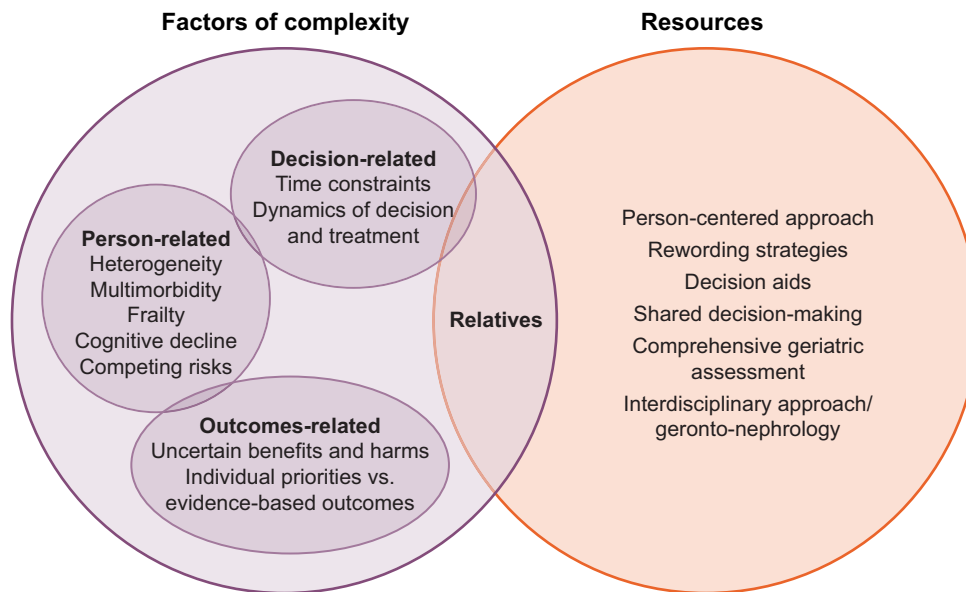 Factors of complexity
Resources
Decision-related
Time constraints
Dynamics of decision
and treatment
Person-related
Heterogeneity
Multimorbidity
Frailty
Cognitive decline
Competing risks
Outcomes-related
Uncertain benefits and harms
Individual priorities vs.
evidence-based outcomes
Relatives
Person-centered approach
Rewording strategies
Decision aids
Shared decision-making
Comprehensive geriatric
assessment
Interdisciplinary approach/
geronto-nephrology